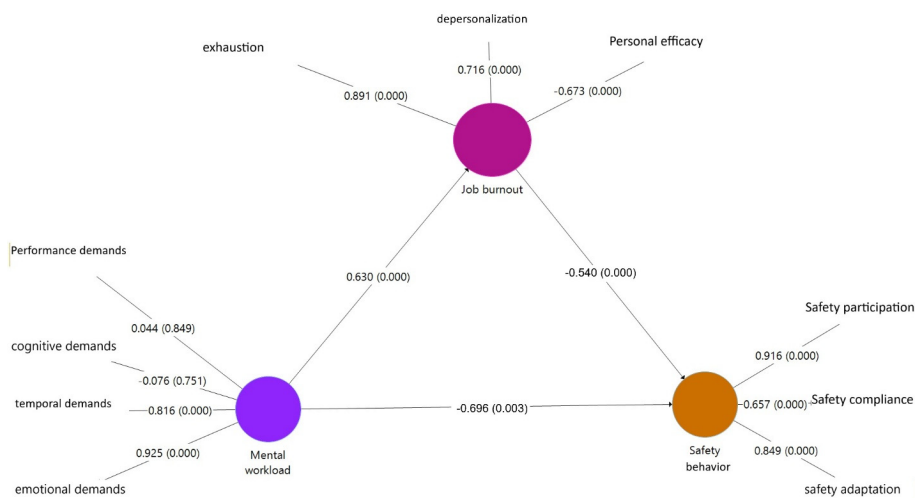 depersonalization
exhaustion
Personal efficacy
0.716 (0.000)
0.891 (0.000)
-0.673 (0.000)
Job burnout
Performance demands
0.630 (0.000)
-0.540 (0.000)
0.044 (0.849)
Safety participation
cognitive demands
0.916 (0.000)
-0.076 (0.751)
temporal demands
-0.816 (0.000)
-0.696 (0.003)
-0.657 (0.000)
Safety compliance
0.925 (0.000)
Mental
workload
Safety
behavior
0.849 (0.000)
emotional demands
safety adaptation